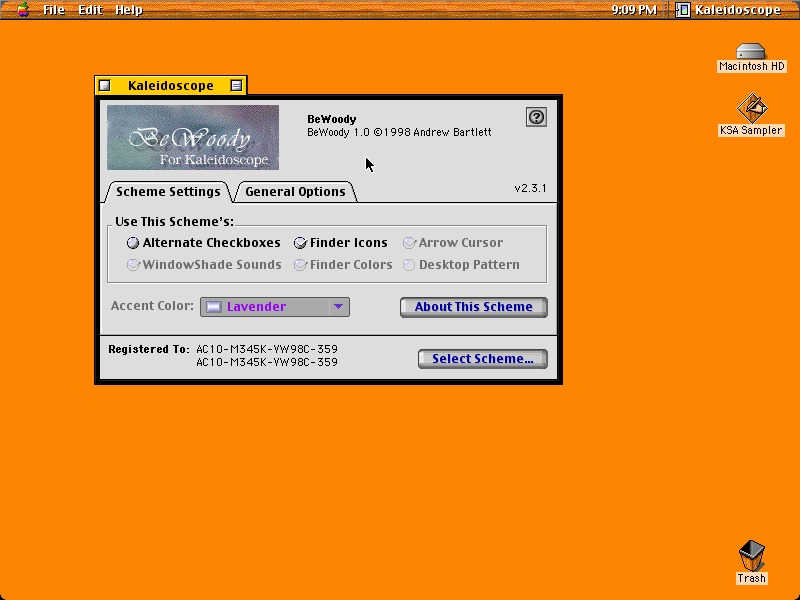 File Edit Help 9:09 PM Kaleidoscope
Macintosh HD
KSA Sampler
Kaleidoscope
BeWoody
For Kaleidoscope
BeWoody
BeWoody 1.0 ©1998 Andrew Bartlett
Scheme Settings General Options v2.3.1
Use This Scheme's:
Alternate Checkboxes Finder Icons Arrow Cursor
WindowShade Sounds Finder Colors Desktop Pattern
Accent Color: Lavender About This Scheme
Registered To: AC10-M345K-VW98C-359
AC10-M345K-VW98C-359
Select Scheme...
Trash